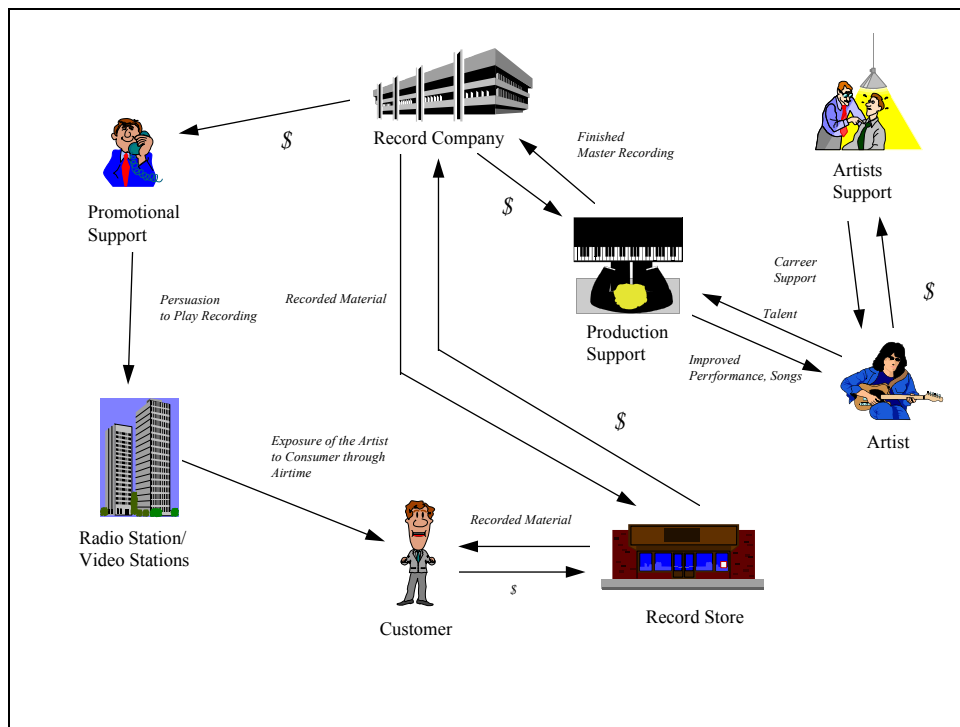 $
Record Company
Finished
Master Recording
Promotional
Support
$
Artists
Support
Persuasion
to Play Recording
Recorded Material
Production
Support
Carreer
Support
$
Talent
Improved
Perrformance, Songs
Artist
$
Exposure of the Artist
to Consumer through
Airtime
Radio Station/
Video Stations
Recorded Material
$
Customer
Record Store